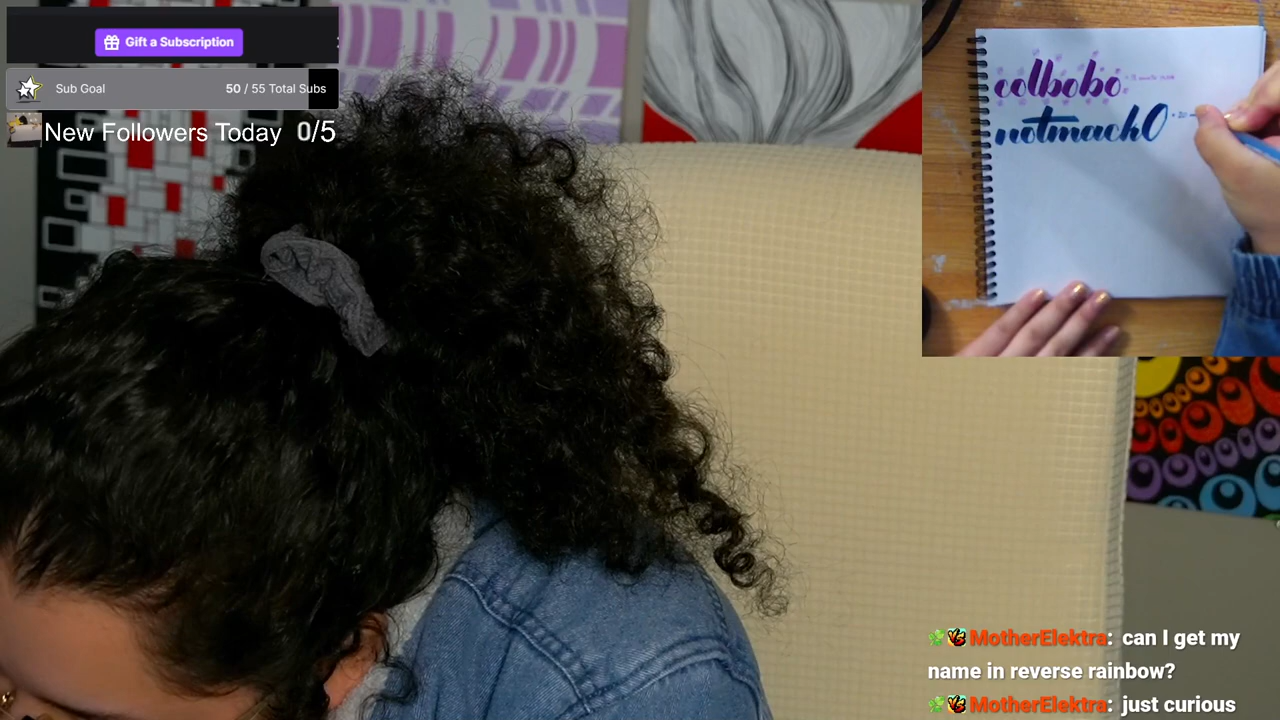 Gift a Subscription
Sub Goal
50 / 55 Total Subs
New Followers Today 0/5
colbobo
notmack0
MotherElektra: can I get my
name in reverse rainbow?
MotherElektra: just curious